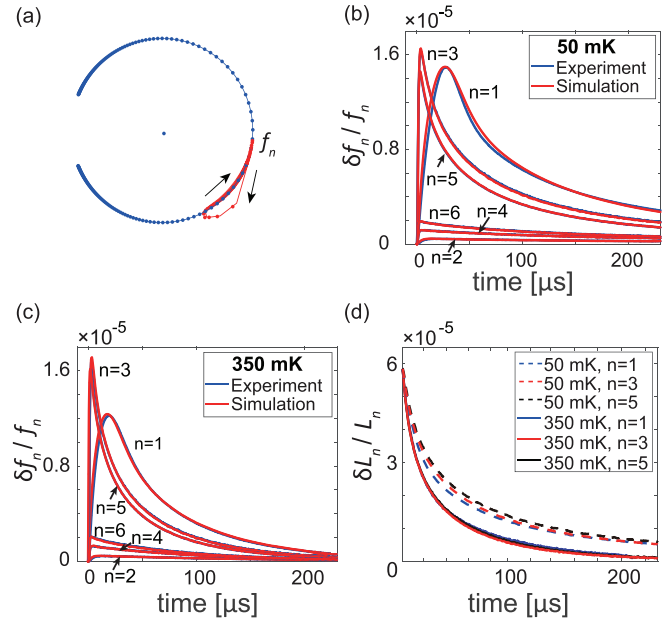 (a)
f_n
(b)
×10⁻⁵
1.6
0.8
0
δf_n / f_n
50 mK
Experiment
Simulation
n=3
n=1
n=5
n=6
n=4
n=2
0
100
200
time [µs]
(c)
×10⁻⁵
1.6
0.8
0
δf_n / f_n
350 mK
Experiment
Simulation
n=3
n=1
n=5
n=6
n=4
n=2
0
100
200
time [µs]
(d)
×10⁻⁵
6
3
0
δL_n / L_n
50 mK, n=1
50 mK, n=3
50 mK, n=5
350 mK, n=1
350 mK, n=3
350 mK, n=5
100
200
time [µs]